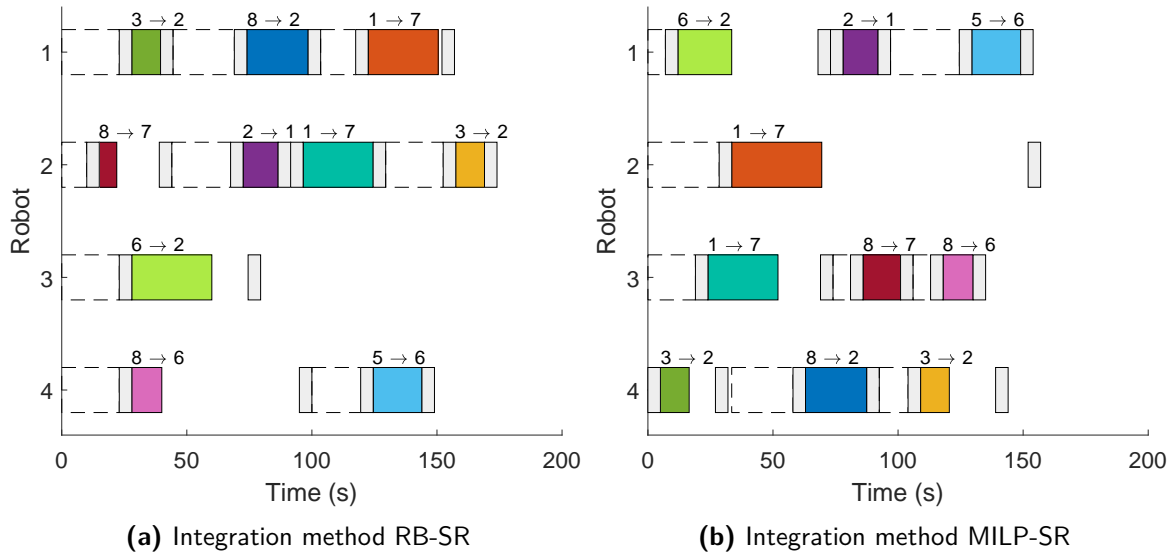 3 → 2
8 → 2
1 → 7
1
8 → 7
2 → 1
1 → 7
3 → 2
2
6 → 2
3
8 → 6
5 → 6
4
Robot
0
50
100
150
200
Time (s)
(a) Integration method RB-SR
6 → 2
2 → 1
5 → 6
1
1 → 7
2
1 → 7
8 → 7
8 → 6
3
3 → 2
8 → 2
3 → 2
4
Robot
0
50
100
150
200
Time (s)
(b) Integration method MILP-SR